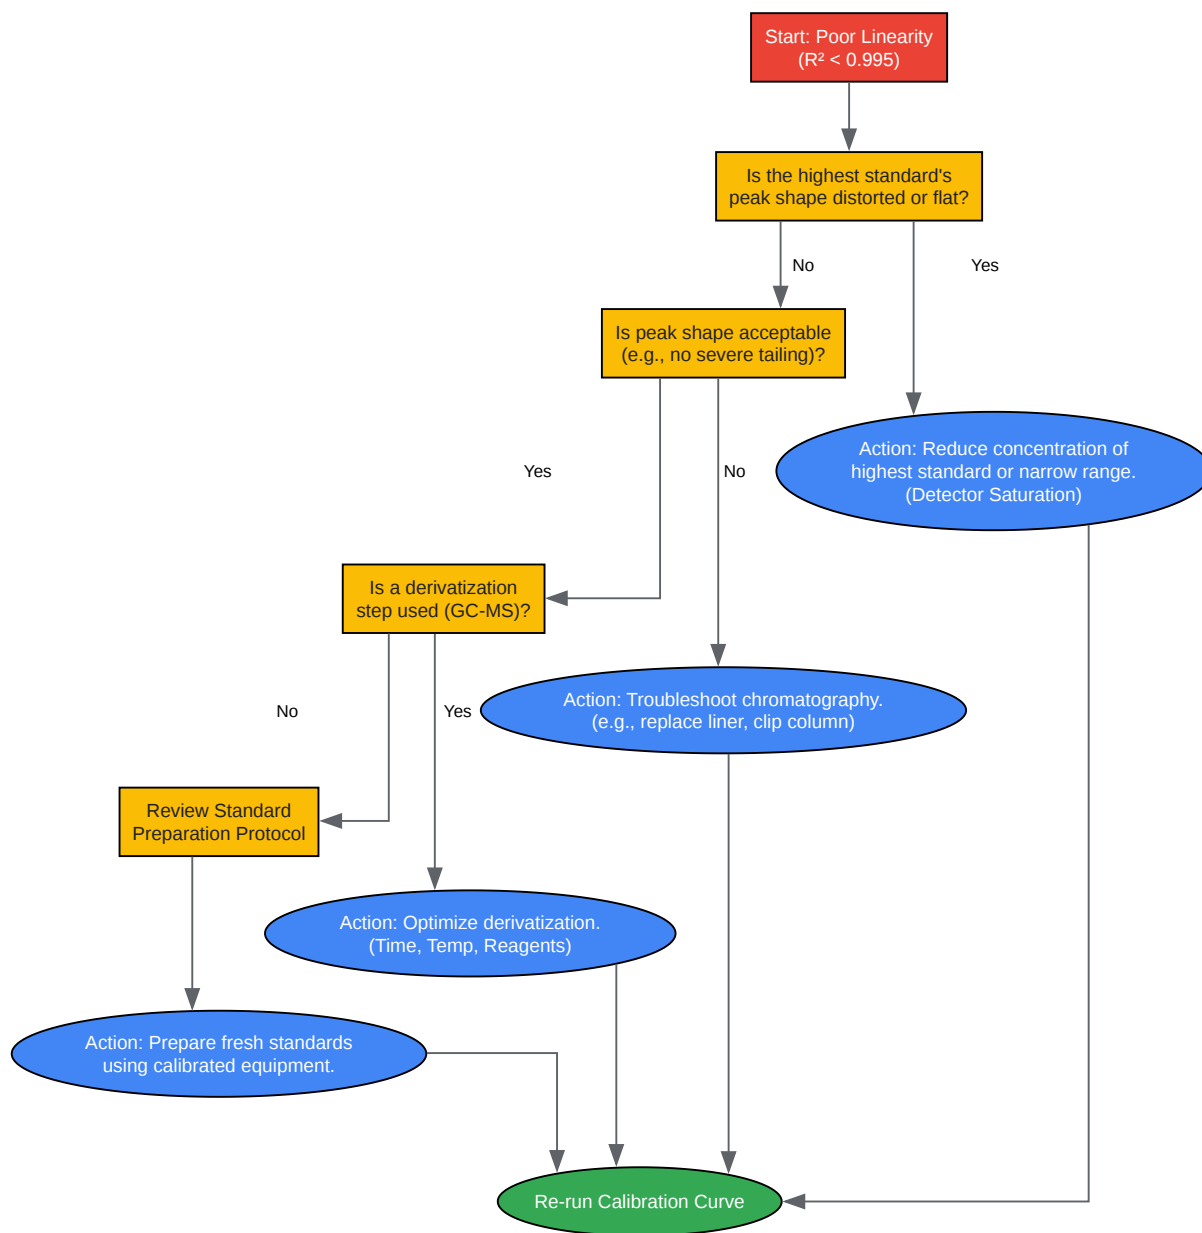 Start: Poor Linearity
(R² < 0.995)
Is the highest standard's
peak shape distorted or flat?
No
Yes
Is peak shape acceptable
(e.g., no severe tailing)?
Yes
No
Action: Reduce concentration of
highest standard or narrow range.
(Detector Saturation)
Is a derivatization
step used (GC-MS)?
No
Yes
Action: Troubleshoot chromatography.
(e.g., replace liner, clip column)
Review Standard
Preparation Protocol
Action: Optimize derivatization.
(Time, Temp, Reagents)
Action: Prepare fresh standards
using calibrated equipment.
Re-run Calibration Curve